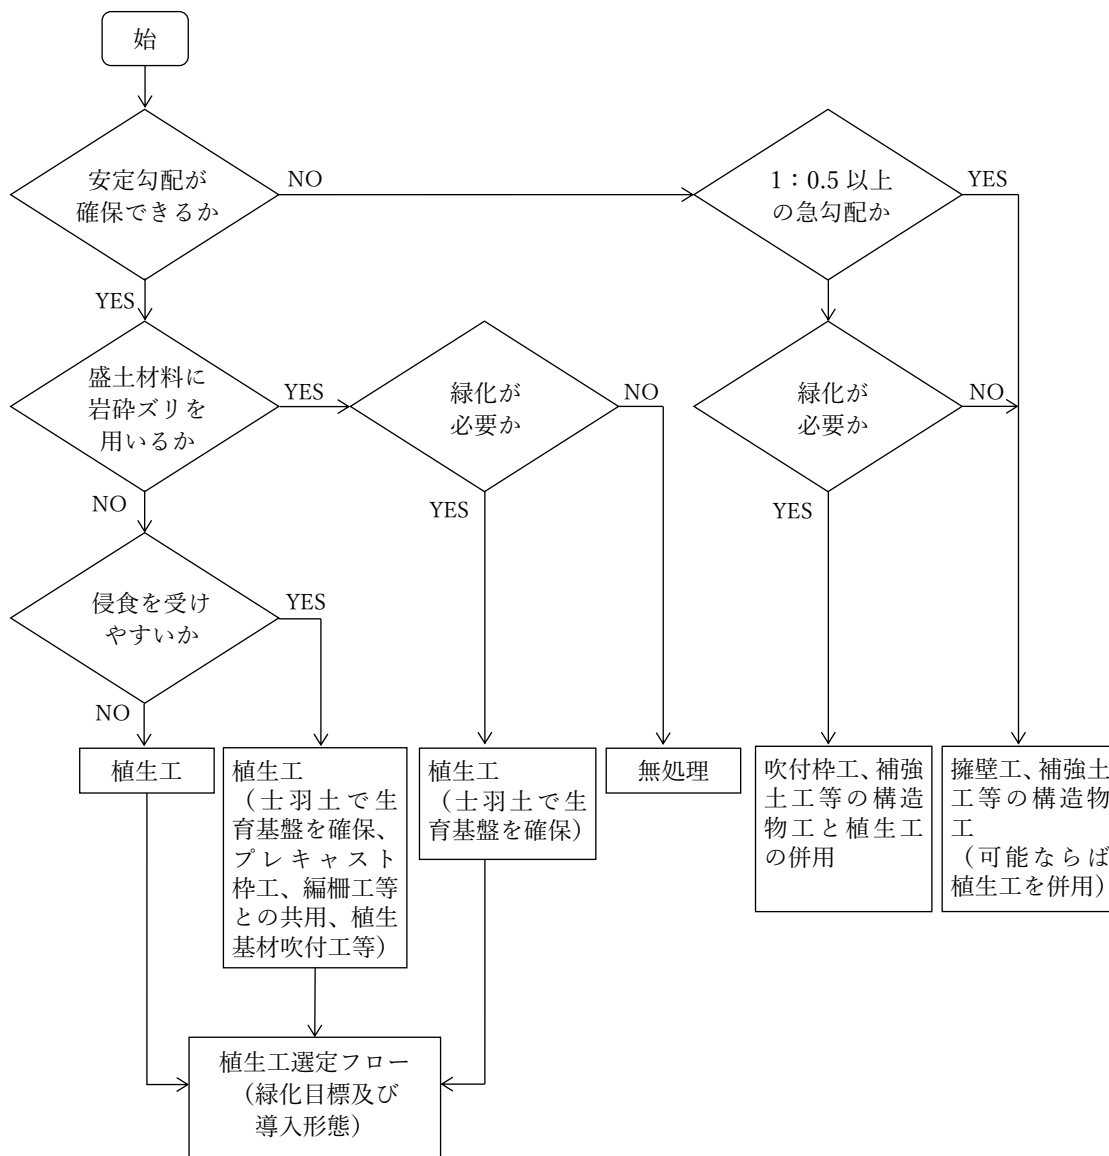 始
安定勾配が
確保できるか
NO
1：0.5 以上
の急勾配か
YES
YES
盛土材料に
岩砕ズリを
用いるか
YES
緑化が
必要か
NO
緑化が
必要か
NO
NO
YES
YES
侵食を受け
やすいか
YES
NO
植生工
植生工
（士羽土で生
育基盤を確保、
プレキャスト
枠工、編柵工等
との共用、植生
基材吹付工等）
植生工
（士羽土で生
育基盤を確保）
無処理
吹付枠工、補強
土工等の構造
物工と植生工
の併用
擁壁工、補強土
工等の構造物
工
（可能ならば
植生工を併用）
植生工選定フロー
（緑化目標及び
導入形態）